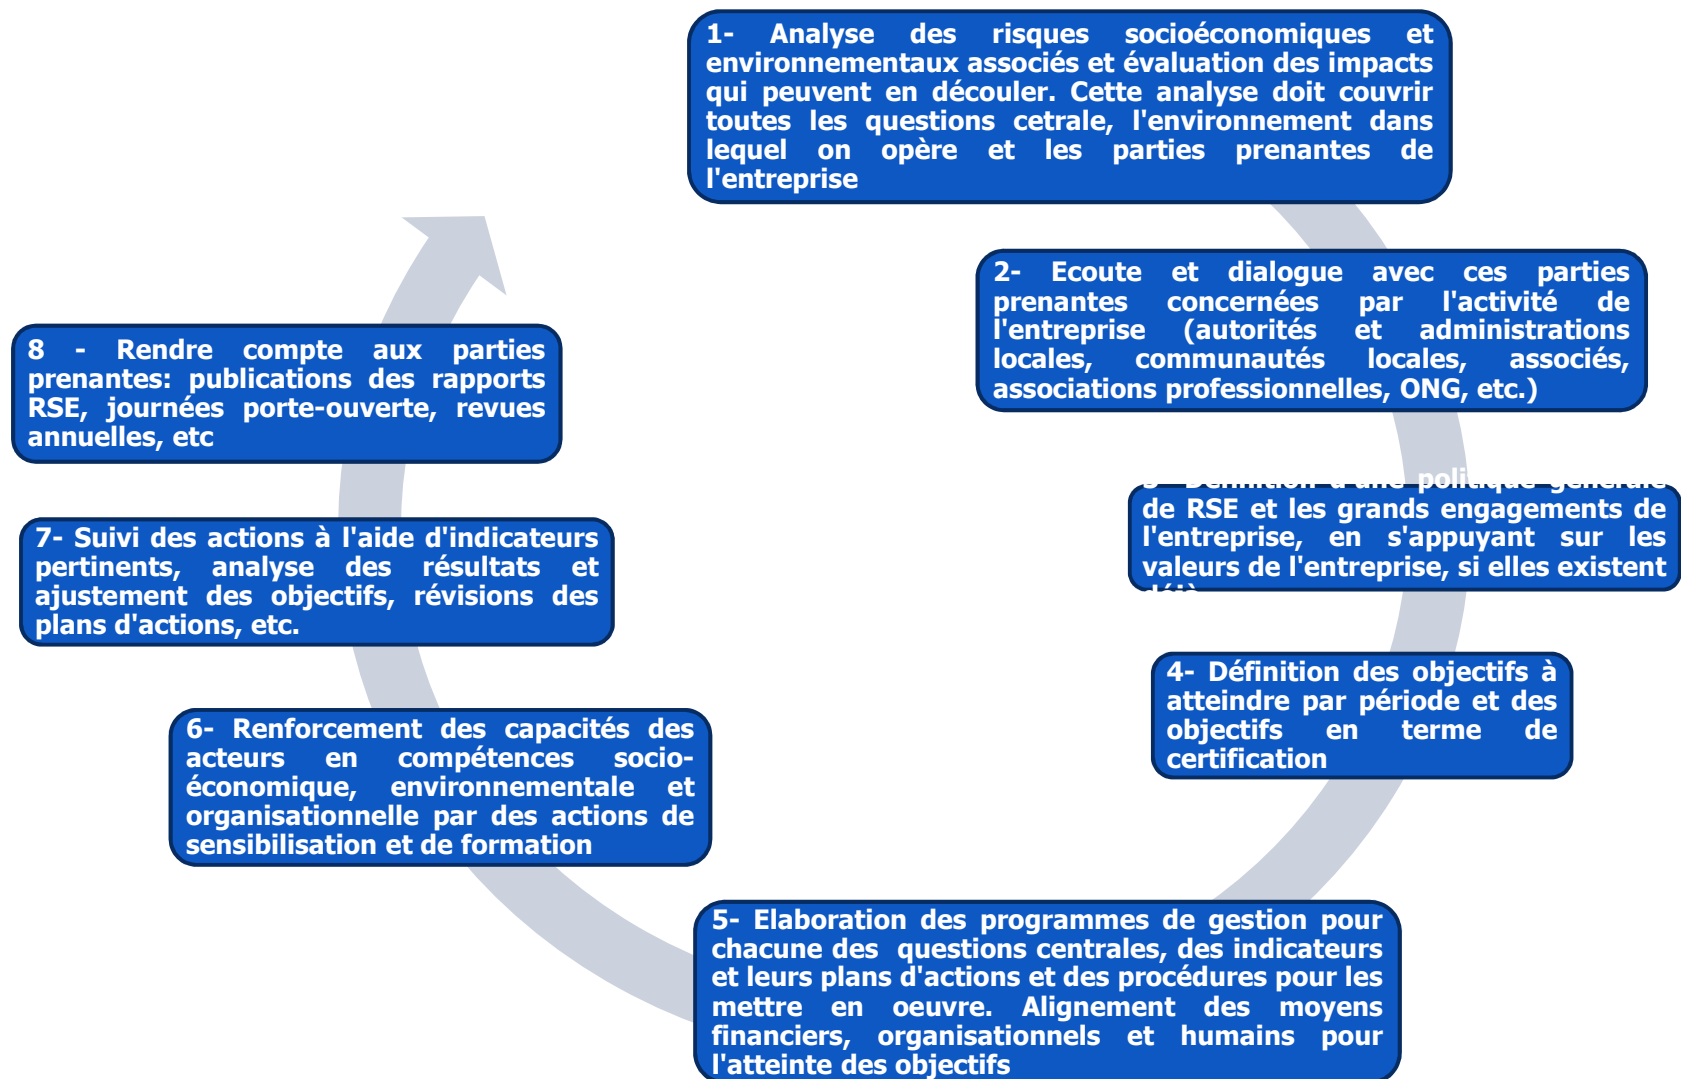 1- Analyse des risques socioéconomiques et
environnementaux associés et évaluation des impacts
qui peuvent en découler. Cette analyse doit couvrir
toutes les questions cetrale, l'environnement dans
lequel on opère et les parties prenantes de
l'entreprise
2- Ecoute et dialogue avec ces parties
prenantes concernées par l'activité de
l'entreprise (autorités et administrations
locales, communautés locales, associés,
associations professionnelles, ONG, etc.)
3- Définition d'une politique générale
de RSE et les grands engagements de
l'entreprise, en s'appuyant sur les
valeurs de l'entreprise, si elles existent
déjà
4- Définition des objectifs à
atteindre par période et des
objectifs en terme de
certification
5- Elaboration des programmes de gestion pour
chacune des questions centrales, des indicateurs
et leurs plans d'actions et des procédures pour les
mettre en oeuvre. Alignement des moyens
financiers, organisationnels et humains pour
l'atteinte des objectifs
6- Renforcement des capacités des
acteurs en compétences socio-
économique, environnementale et
organisationnelle par des actions de
sensibilisation et de formation
7- Suivi des actions à l'aide d'indicateurs
pertinents, analyse des résultats et
ajustement des objectifs, révisions des
plans d'actions, etc.
8 - Rendre compte aux parties
prenantes: publications des rapports
RSE, journées porte-ouverte, revues
annuelles, etc